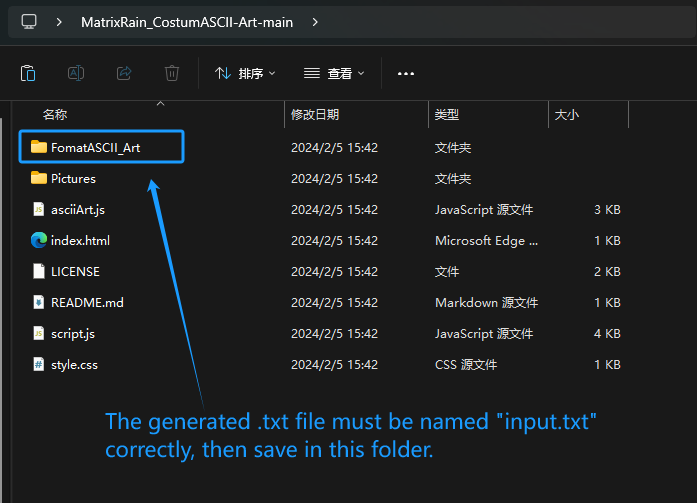 MatrixRain_CostumASCII-Art-main
排序 查看
名称 修改日期 类型 大小
FomatASCII_Art 2024/2/5 15:42 文件夹
Pictures 2024/2/5 15:42 文件夹
JS asciiArt.js 2024/2/5 15:42 JavaScript 源文件 3 KB
index.html 2024/2/5 15:42 Microsoft Edge ... 1 KB
LICENSE 2024/2/5 15:42 文件 2 KB
README.md 2024/2/5 15:42 Markdown 源文件 1 KB
JS script.js 2024/2/5 15:42 JavaScript 源文件 4 KB
# style.css 2024/2/5 15:42 CSS 源文件 1 KB
The generated .txt file must be named "input.txt"
correctly, then save in this folder.